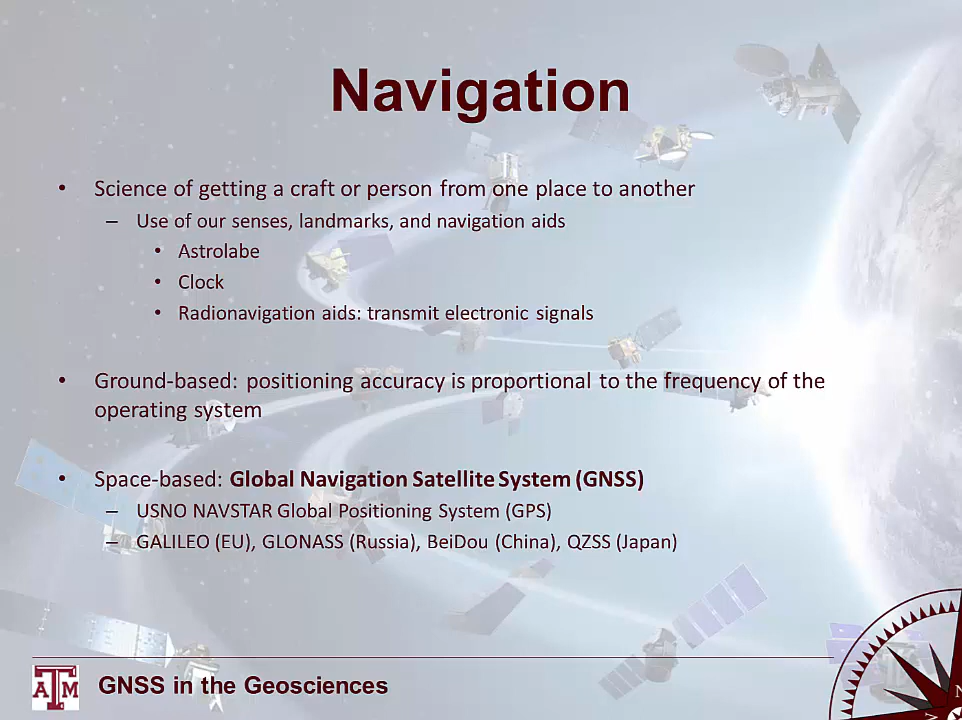 Navigation
• Science of getting a craft or person from one place to another
– Use of our senses, landmarks, and navigation aids
• Astrolabe
• Clock
• Radionavigation aids: transmit electronic signals
• Ground-based: positioning accuracy is proportional to the frequency of the
operating system
• Space-based: Global Navigation Satellite System (GNSS)
– USNO NAVSTAR Global Positioning System (GPS)
– GALILEO (EU), GLONASS (Russia), BeiDou (China), QZSS (Japan)
ATM GNSS in the Geosciences
N